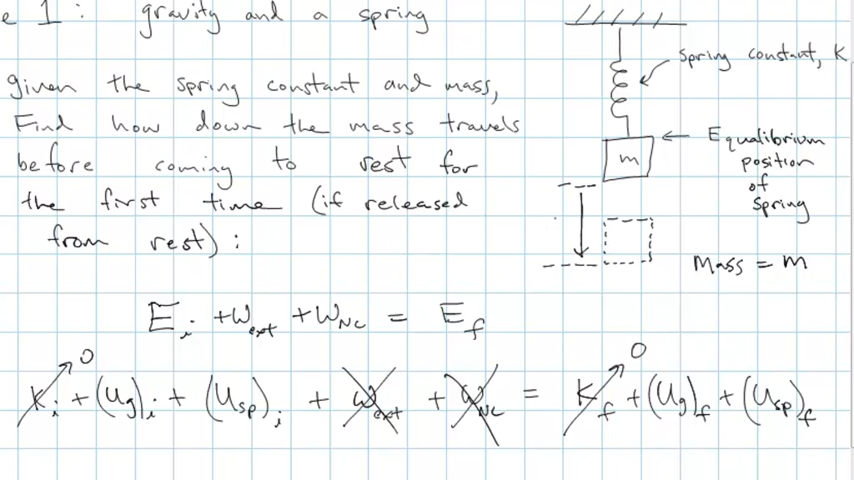 e 1: gravity and a spring
given the spring constant and mass,
Find how down the mass travels
before coming to rest for
the first time (if released
from rest):
Spring constant, K
m
Equalibrium
position
of
Spring
Mass = m
E_i + W_ext + W_NC = E_f
K_i 0 + (U_g)_i + (U_sp)_i + W_ext + W_NC = K_f 0 + (U_g)_f + (U_sp)_f